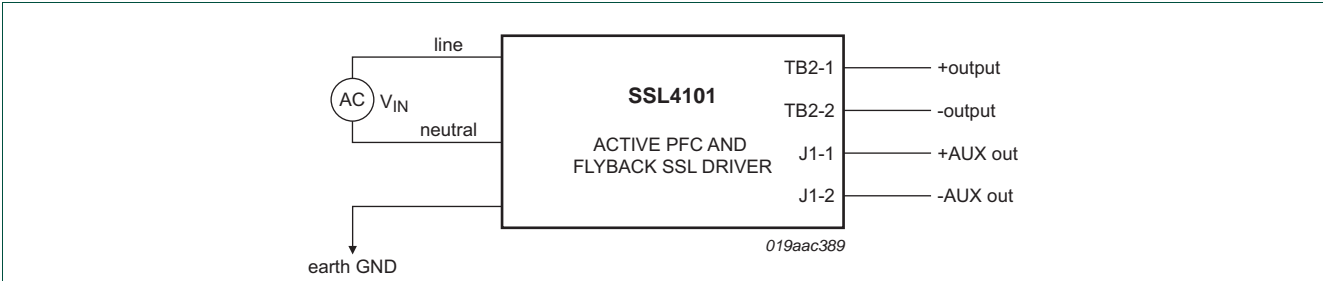 line
AC
V_IN
neutral
earth GND
SSL4101
ACTIVE PFC AND
FLYBACK SSL DRIVER
TB2-1
+output
TB2-2
-output
J1-1
+AUX out
J1-2
-AUX out
019aac389